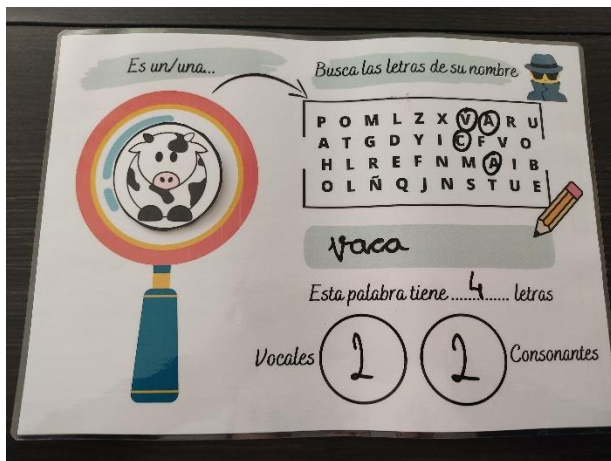 Es un/una...
Busca las letras de su nombre
P O M L Z X V A R U
A T G D Y I C F V O
H L R E F N M A I B
O L Ñ Q J N S T U E
vaca
Esta palabra tiene ......4...... letras
Vocales 2 2 Consonantes